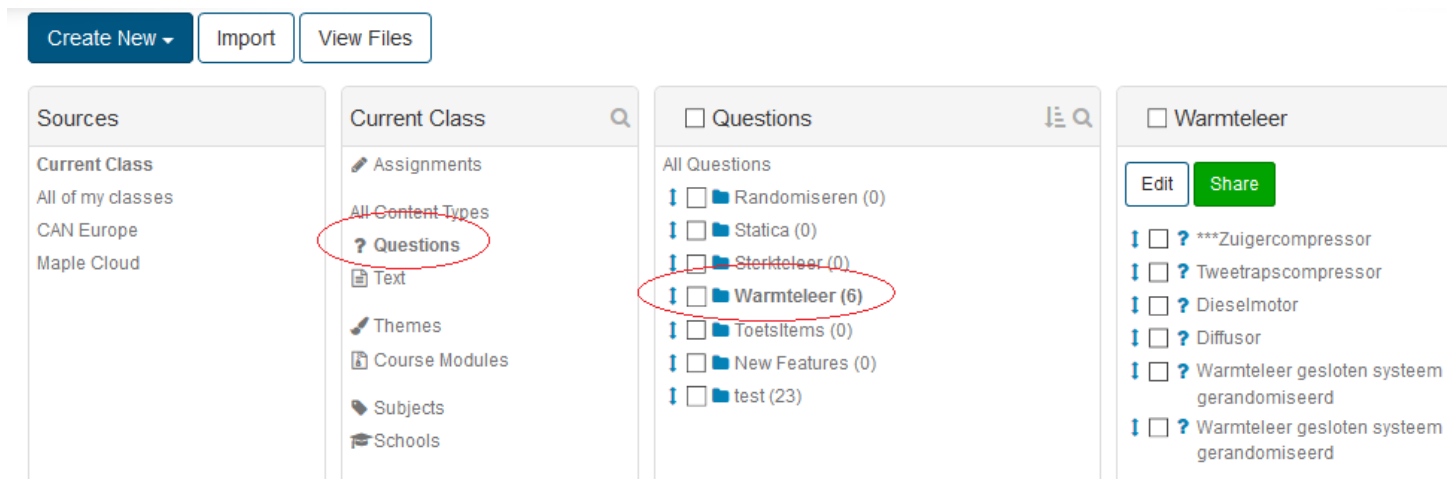 Create New
Import
View Files
Sources
Current Class
All of my classes
CAN Europe
Maple Cloud
Current Class
Assignments
All Content Types
? Questions
Text
Themes
Course Modules
Subjects
Schools
Questions
All Questions
Randomiseren (0)
Statica (0)
Sterkteleer (0)
Warmteleer (6)
ToetsItems (0)
New Features (0)
test (23)
Warmteleer
Edit
Share
? ***Zuigercompressor
? Tweetrapscompressor
? Dieselmotor
? Diffusor
? Warmteleer gesloten systeem
gerandomiseerd
? Warmteleer gesloten systeem
gerandomiseerd